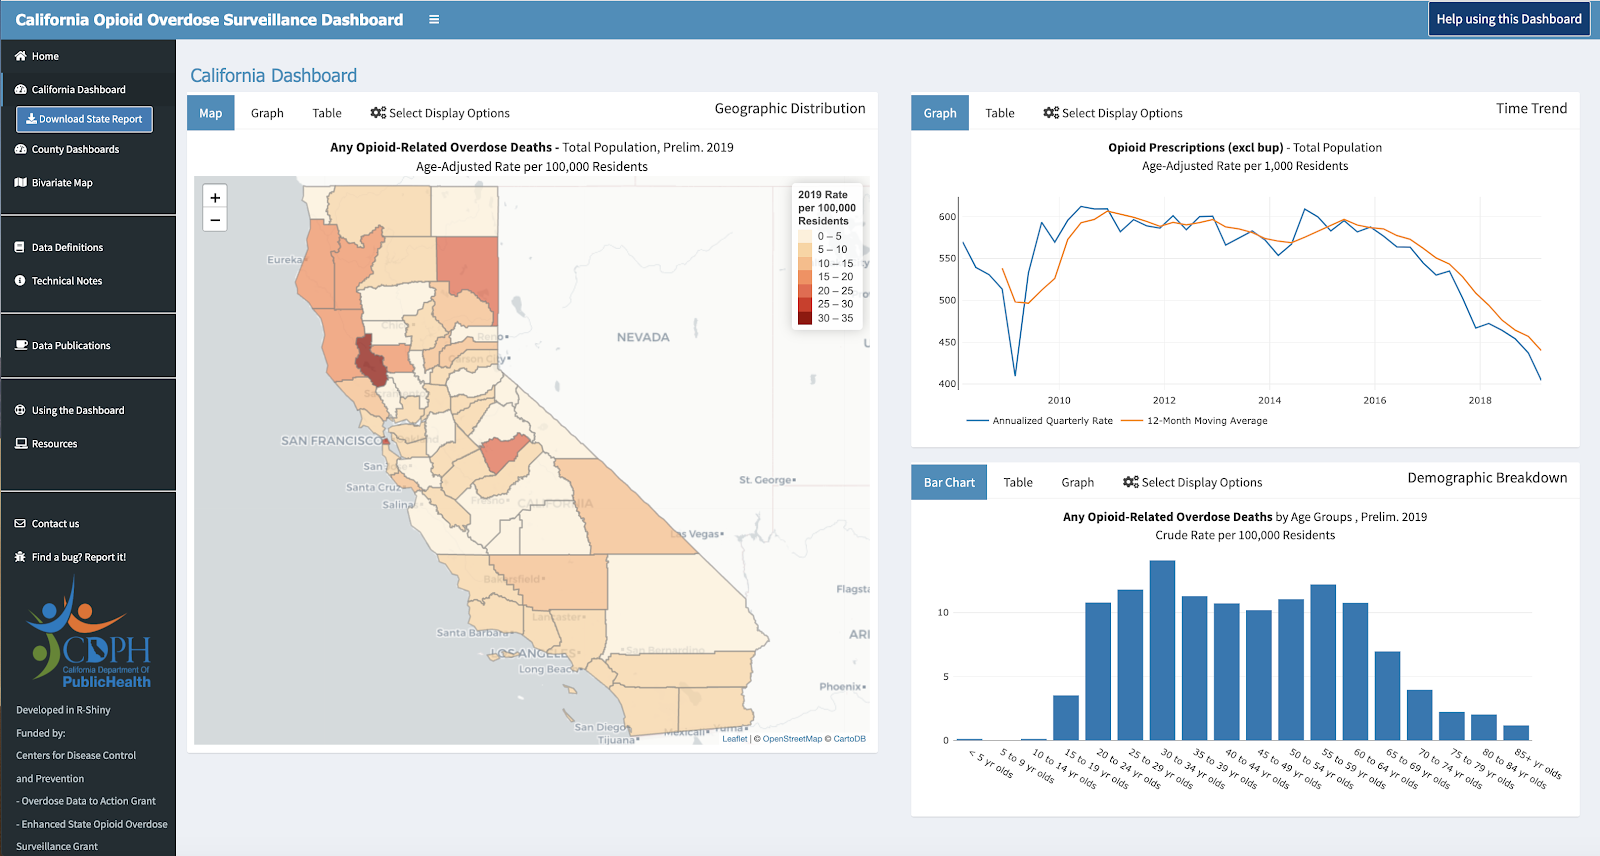 California Opioid Overdose Surveillance Dashboard
Help using this Dashboard
Home
California Dashboard
Download State Report
County Dashboards
Bivariate Map
Data Definitions
Technical Notes
Data Publications
Using the Dashboard
Resources
Contact us
Find a bug? Report it!
CDPH
California Department Of
PublicHealth
Developed in R-Shiny
Funded by:
Centers for Disease Control
and Prevention
- Overdose Data to Action Grant
- Enhanced State Opioid Overdose
Surveillance Grant
California Dashboard
Map Graph Table Select Display Options Geographic Distribution
Any Opioid-Related Overdose Deaths - Total Population, Prelim. 2019
Age-Adjusted Rate per 100,000 Residents
+
−
2019 Rate
per 100,000
Residents
0 – 5
5 – 10
10 – 15
15 – 20
20 – 25
25 – 30
30 – 35
Eureka
Chico
Reno
NEVADA
Carson City
Sacramento
SAN FRANCISCO
San Jose
Santa Cruz
Salinas
St. George
Fresno
CALIFORNIA
Las Vegas
Bakersfield
Flagsta
Lancaster
Santa Barbara
ARI
LOS ANGELES
San Bernardino
Long Beach
Phoenix
San Diego
Mexicali
Yuma
Tijuana
Leaflet | © OpenStreetMap © CartoDB
Graph Table Select Display Options Time Trend
Opioid Prescriptions (excl bup) - Total Population
Age-Adjusted Rate per 1,000 Residents
600
550
500
450
400
2010 2012 2014 2016 2018
Annualized Quarterly Rate 12-Month Moving Average
Bar Chart Table Graph Select Display Options Demographic Breakdown
Any Opioid-Related Overdose Deaths by Age Groups , Prelim. 2019
Crude Rate per 100,000 Residents
10
5
0
< 5 yr olds
5 to 9 yr olds
10 to 14 yr olds
15 to 19 yr olds
20 to 24 yr olds
25 to 29 yr olds
30 to 34 yr olds
35 to 39 yr olds
40 to 44 yr olds
45 to 49 yr olds
50 to 54 yr olds
55 to 59 yr olds
60 to 64 yr olds
65 to 69 yr olds
70 to 74 yr olds
75 to 79 yr olds
80 to 84 yr olds
85+ yr olds